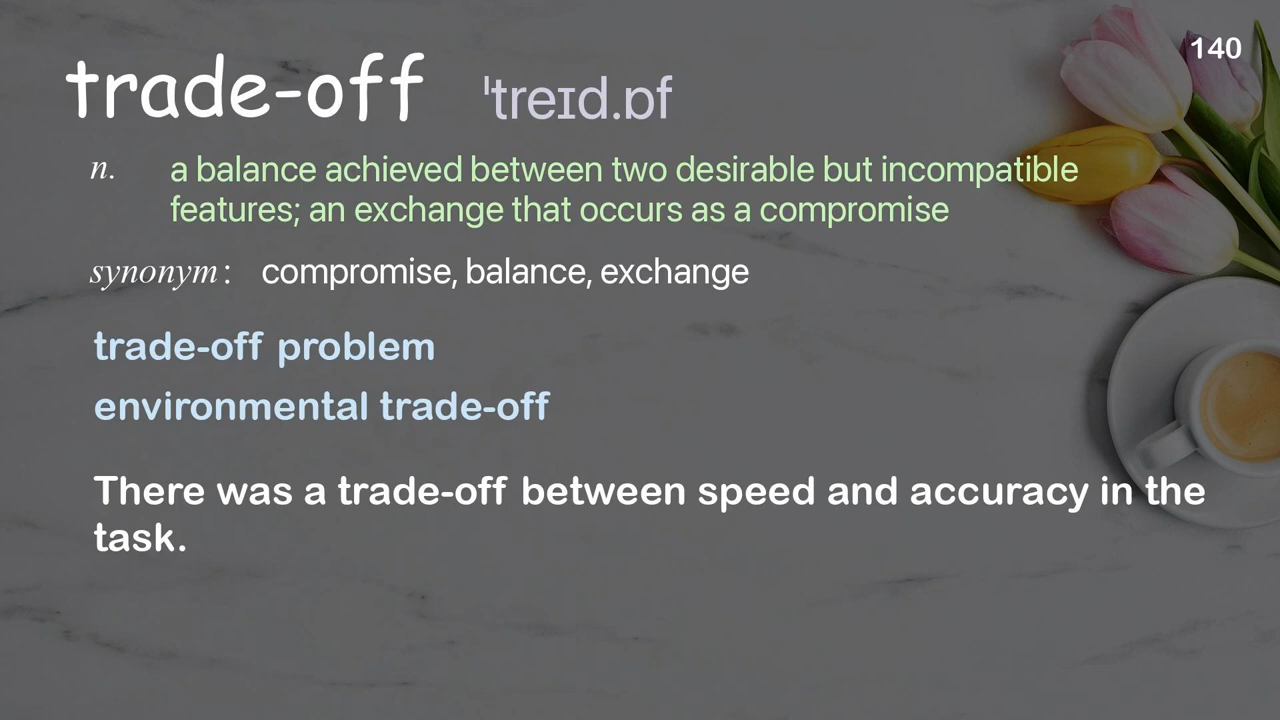 140
trade-off ˈtreɪd.ɒf
n. a balance achieved between two desirable but incompatible
features; an exchange that occurs as a compromise
synonym: compromise, balance, exchange
trade-off problem
environmental trade-off
There was a trade-off between speed and accuracy in the
task.